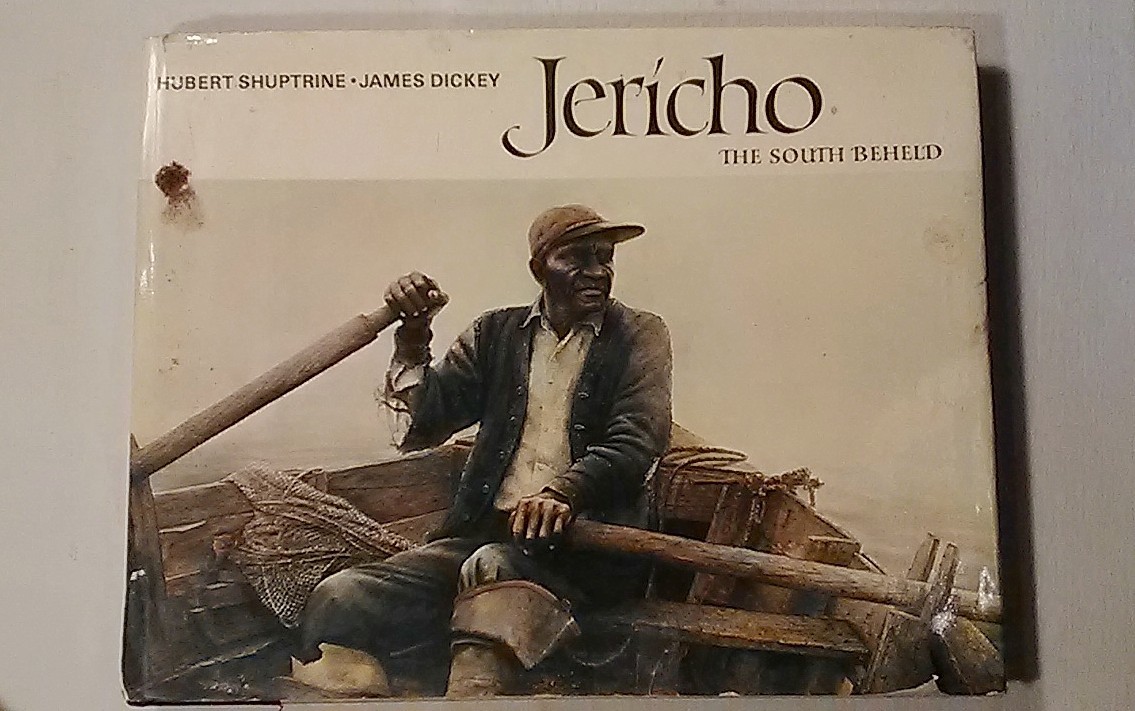 HUBERT SHUPTRINE • JAMES DICKEY
Jericho
THE SOUTH BEHELD